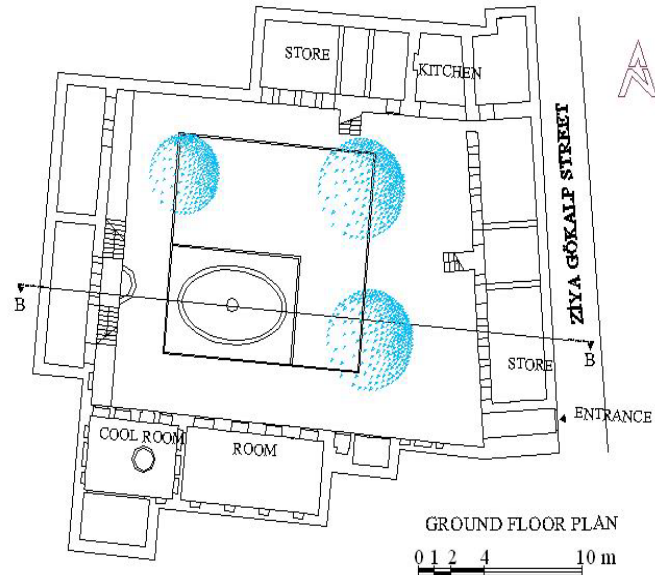 STORE
KITCHEN
N
ZİYA GÖKALP STREET
B
B
STORE
ENTRANCE
COOL ROOM
ROOM
GROUND FLOOR PLAN
0 1 2 4 10 m